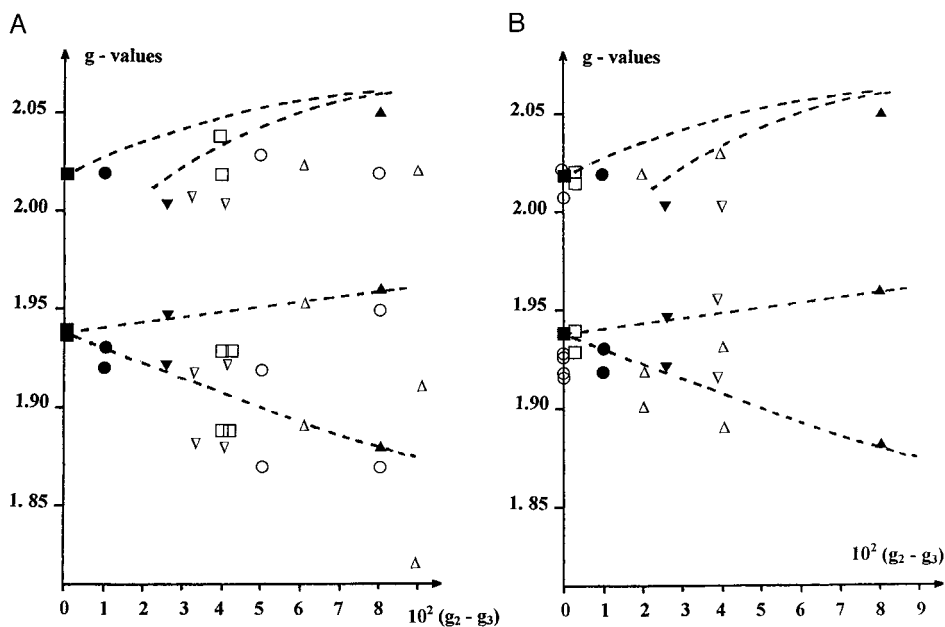 A
g - values
2.05
2.00
1.95
1.90
1. 85
0 1 2 3 4 5 6 7 8 10² (g₂ - g₃)
B
g - values
2.05
2.00
1.95
1.90
1. 85
10² (g₂ - g₃)
0 1 2 3 4 5 6 7 8 9